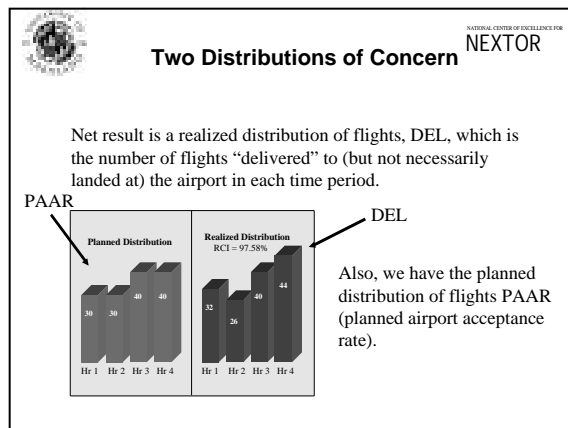 NATIONAL CENTER OF EXCELLENCE FOR
NEXTOR
Two Distributions of Concern
Net result is a realized distribution of flights, DEL, which is
the number of flights “delivered” to (but not necessarily
landed at) the airport in each time period.
PAAR
DEL
Planned Distribution
30
30
40
40
Hr 1 Hr 2 Hr 3 Hr 4
Realized Distribution
RCI = 97.58%
32
26
40
44
Hr 1 Hr 2 Hr 3 Hr 4
Also, we have the planned
distribution of flights PAAR
(planned airport acceptance
rate).